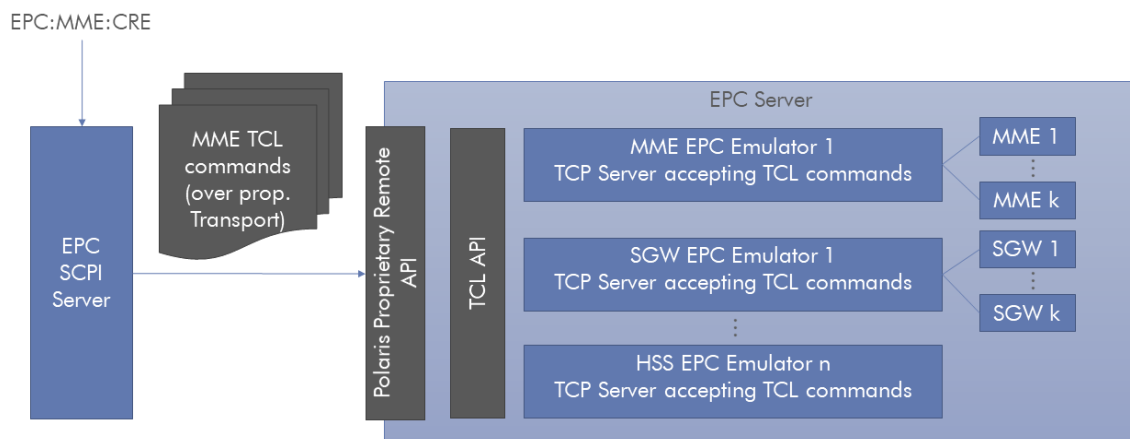 EPC:MME:CRE
MME TCL
commands
(over prop.
Transport)
EPC
SCPI
Server
Polaris Proprietary Remote
API
TCL API
EPC Server
MME EPC Emulator 1
TCP Server accepting TCL commands
MME 1
MME k
SGW EPC Emulator 1
TCP Server accepting TCL commands
SGW 1
SGW k
HSS EPC Emulator n
TCP Server accepting TCL commands